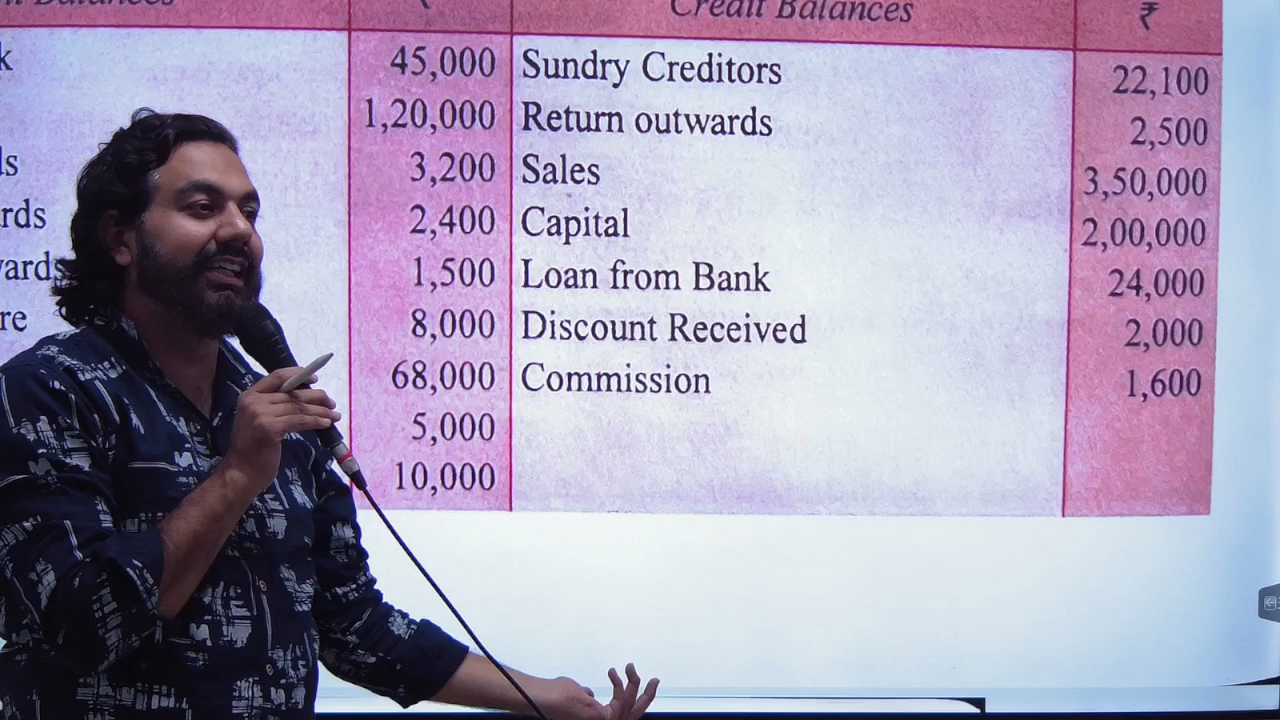 Balances ₹ Credit Balances ₹
k 45,000 Sundry Creditors 22,100
1,20,000 Return outwards 2,500
ls 3,200 Sales 3,50,000
rds 2,400 Capital 2,00,000
vards 1,500 Loan from Bank 24,000
re 8,000 Discount Received 2,000
68,000 Commission 1,600
5,000
10,000